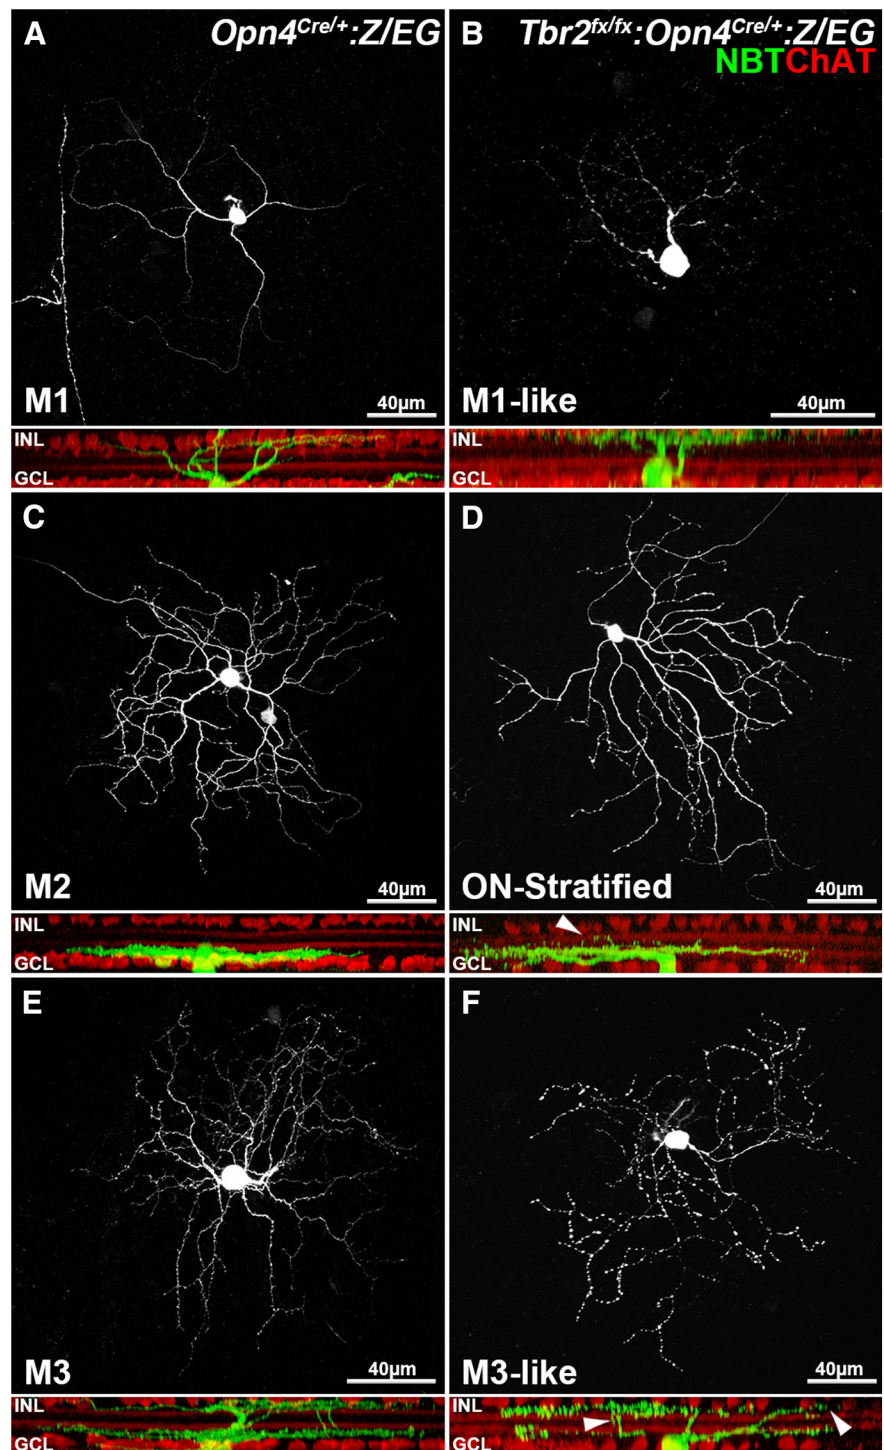 A
Opn4Cre/+:Z/EG
B
Tbr2fx/fx:Opn4Cre/+:Z/EG
NBTChAT
M1
40µm
M1-like
40µm
INL
GCL
INL
GCL
C
D
M2
40µm
ON-Stratified
40µm
INL
GCL
INL
GCL
E
F
M3
40µm
M3-like
40µm
INL
GCL
INL
GCL